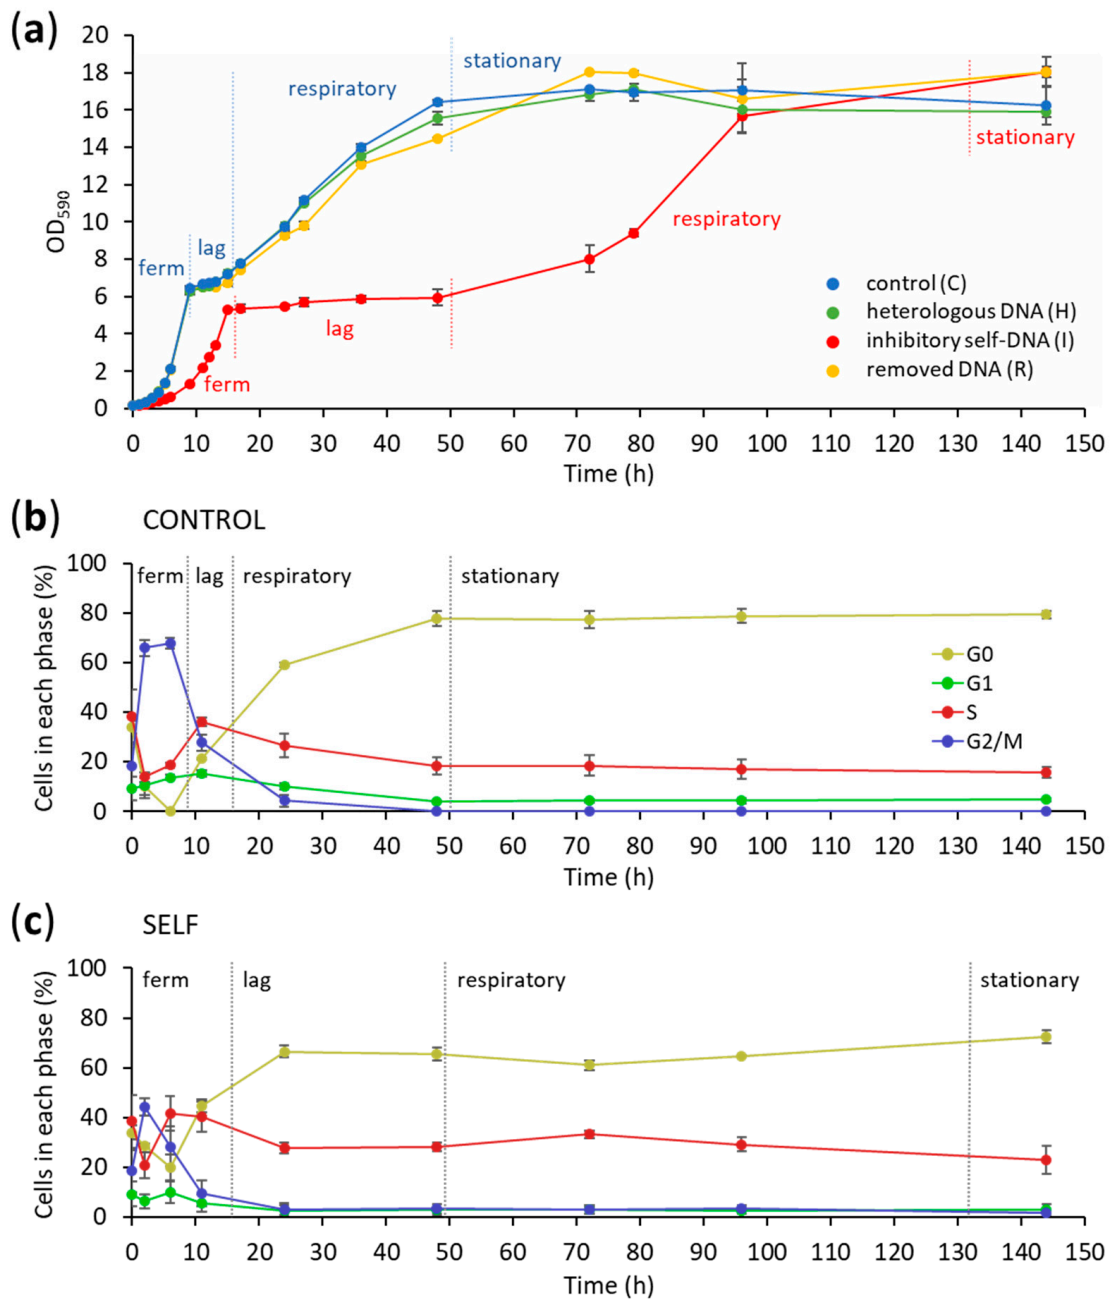 (a)
20
18
16
14
12
10
8
6
4
2
0
OD590
ferm
lag
respiratory
stationary
ferm
lag
respiratory
stationary
control (C)
heterologous DNA (H)
inhibitory self-DNA (I)
removed DNA (R)
0 10 20 30 40 50 60 70 80 90 100 110 120 130 140 150
Time (h)
(b)
CONTROL
100
80
60
40
20
0
Cells in each phase (%)
ferm lag respiratory stationary
G0
G1
S
G2/M
0 10 20 30 40 50 60 70 80 90 100 110 120 130 140 150
Time (h)
(c)
SELF
100
80
60
40
20
0
Cells in each phase (%)
ferm lag respiratory stationary
0 10 20 30 40 50 60 70 80 90 100 110 120 130 140 150
Time (h)